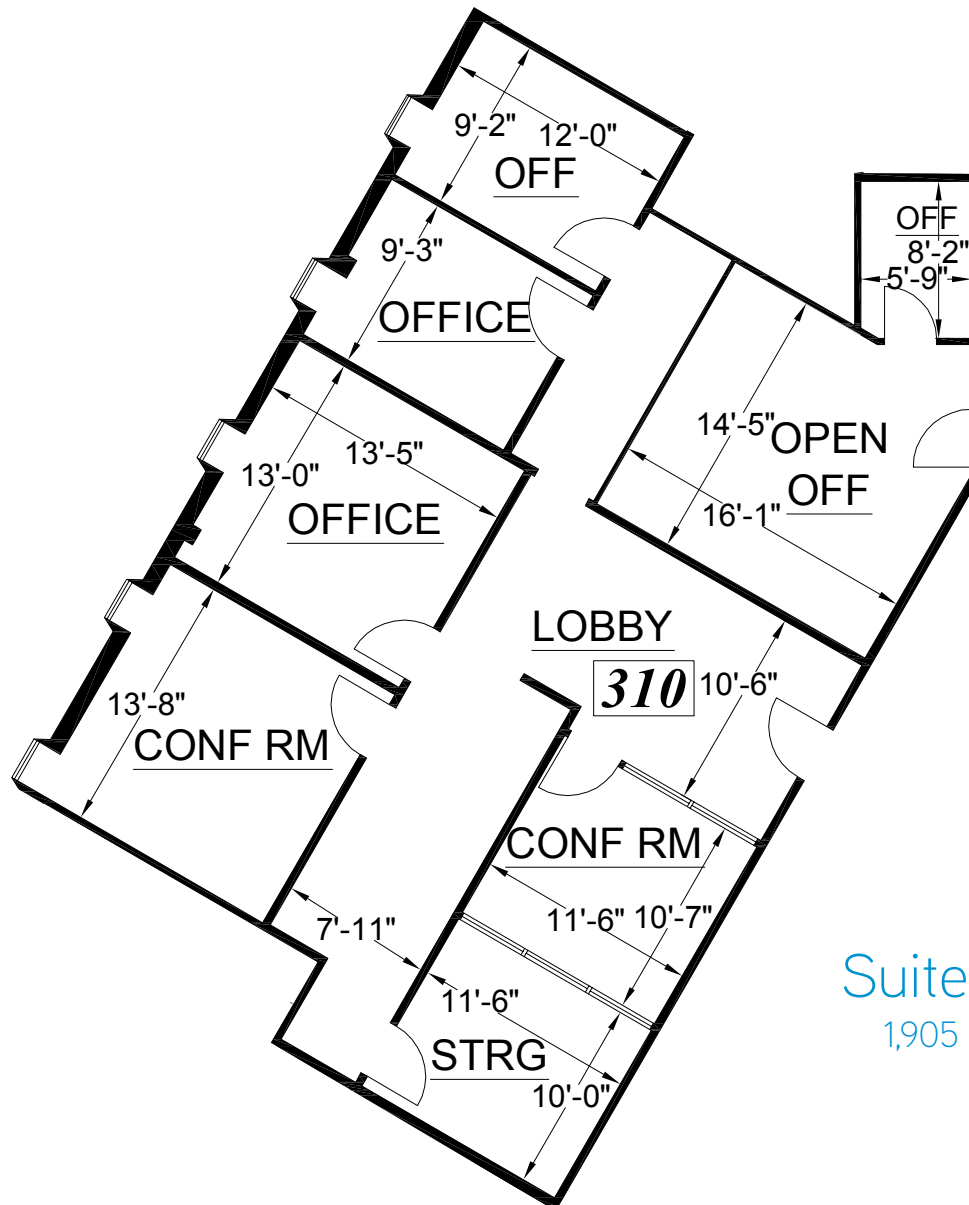 9'-2"
12'-0"
OFF
OFF
8'-2"
5'-9"
9'-3"
OFFICE
14'-5"
OPEN
OFF
13'-5"
13'-0"
16'-1"
OFFICE
LOBBY
310
10'-6"
13'-8"
CONF RM
CONF RM
11'-6"
10'-7"
7'-11"
Suite
11'-6"
1,905
STRG
10'-0"